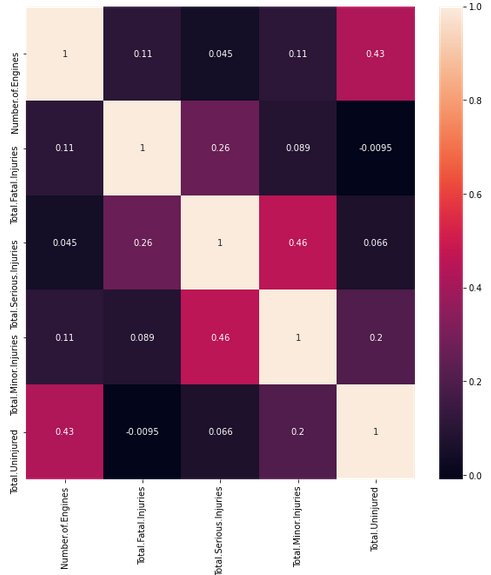 Number.of.Engines
Total.Fatal.Injuries
Total.Serious.Injuries
Total.Minor.Injuries
Total.Uninjured
1 0.11 0.045 0.11 0.43
0.11 1 0.26 0.089 -0.0095
0.045 0.26 1 0.46 0.066
0.11 0.089 0.46 1 0.2
0.43 -0.0095 0.066 0.2 1
Number.of.Engines
Total.Fatal.Injuries
Total.Serious.Injuries
Total.Minor.Injuries
Total.Uninjured
1.0
0.8
0.6
0.4
0.2
0.0